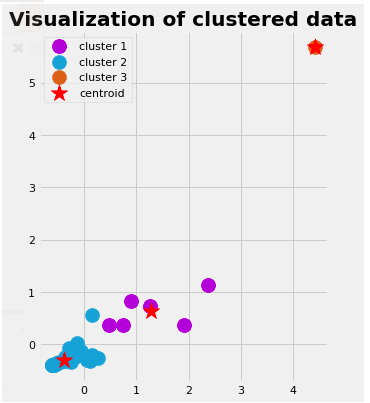 Visualization of clustered data
cluster 1
cluster 2
cluster 3
centroid
5
4
3
2
1
0
0
1
2
3
4